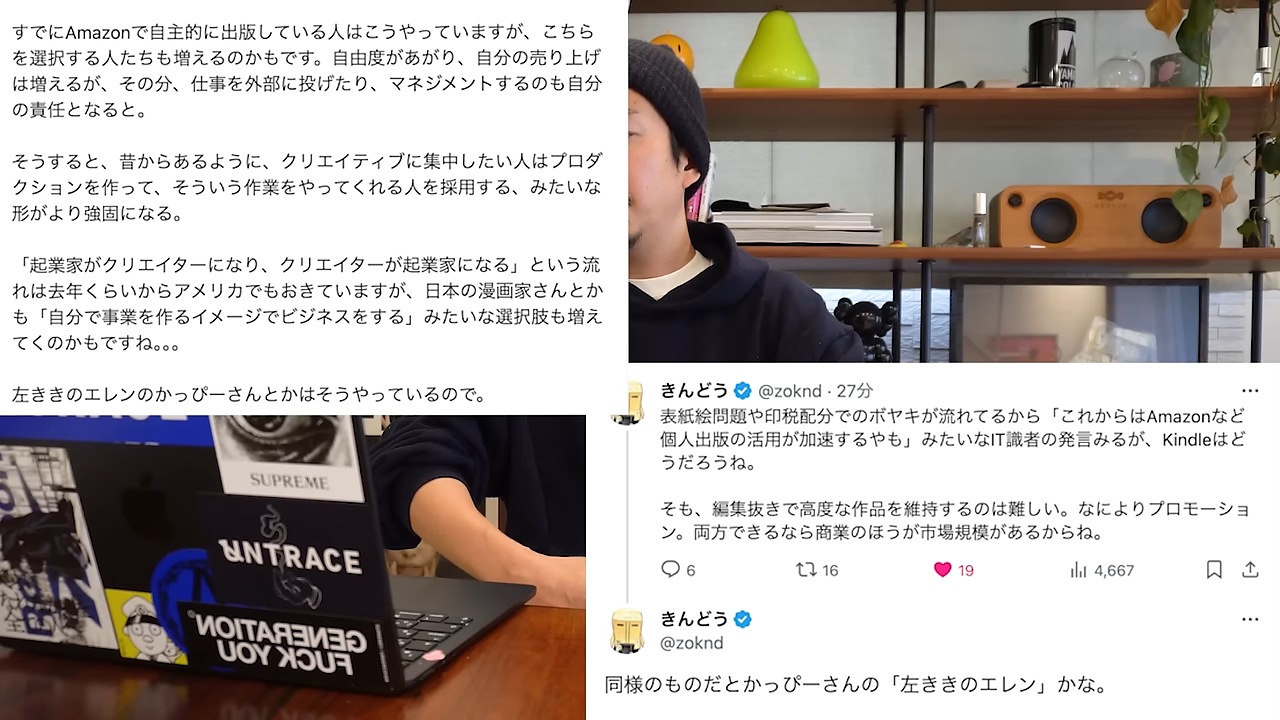 すでにAmazonで自主的に出版している人はこうやっていますが、こちら
を選択する人たちも増えるのかもです。自由度があがり、自分の売り上げ
は増えるが、その分、仕事を外部に投げたり、マネジメントするのも自分
の責任となると。
そうすると、昔からあるように、クリエイティブに集中したい人はプロダ
クションを作って、そういう作業をやってくれる人を採用する、みたいな
形がより強固になる。
「起業家がクリエイターになり、クリエイターが起業家になる」という流
れは去年くらいからアメリカでもおきていますが、日本の漫画家さんとか
も「自分で事業を作るイメージでビジネスをする」みたいな選択肢も増え
てくのかもですね。。。
左ききのエレンのかっぴーさんとかはそうやっているので。
SUPREME
UNTRACE
GENERATION
FUCK YOU
きんどう @zoknd · 27分
表紙絵問題や印税配分でのボヤキが流れてるから「これからはAmazonなど
個人出版の活用が加速するやも」みたいなIT識者の発言みるが、Kindleはど
うだろうね。
そも、編集抜きで高度な作品を維持するのは難しい。なによりプロモーショ
ン。両方できるなら商業のほうが市場規模があるからね。
6 16 19 4,667
きんどう
@zoknd
同様のものだとかっぴーさんの「左ききのエレン」かな。